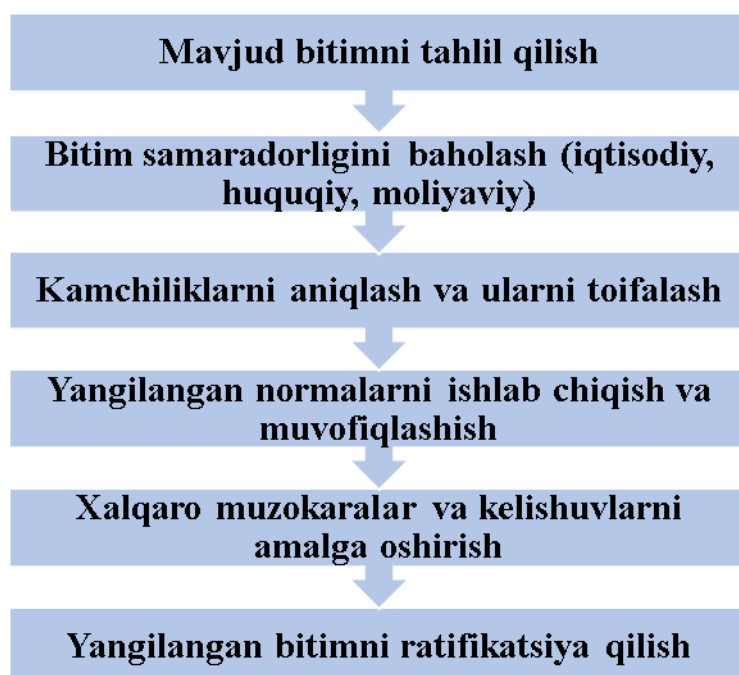 Mavjud bitimni tahlil qilish
Bitim samaradorligini baholash (iqtisodiy,
huquqiy, moliyaviy)
Kamchiliklarni aniqlash va ularni toifalash
Yangilangan normalarni ishlab chiqish va
muvofiqlashish
Xalqaro muzokaralar va kelishuvlarni
amalga oshirish
Yangilangan bitimni ratifikatsiya qilish